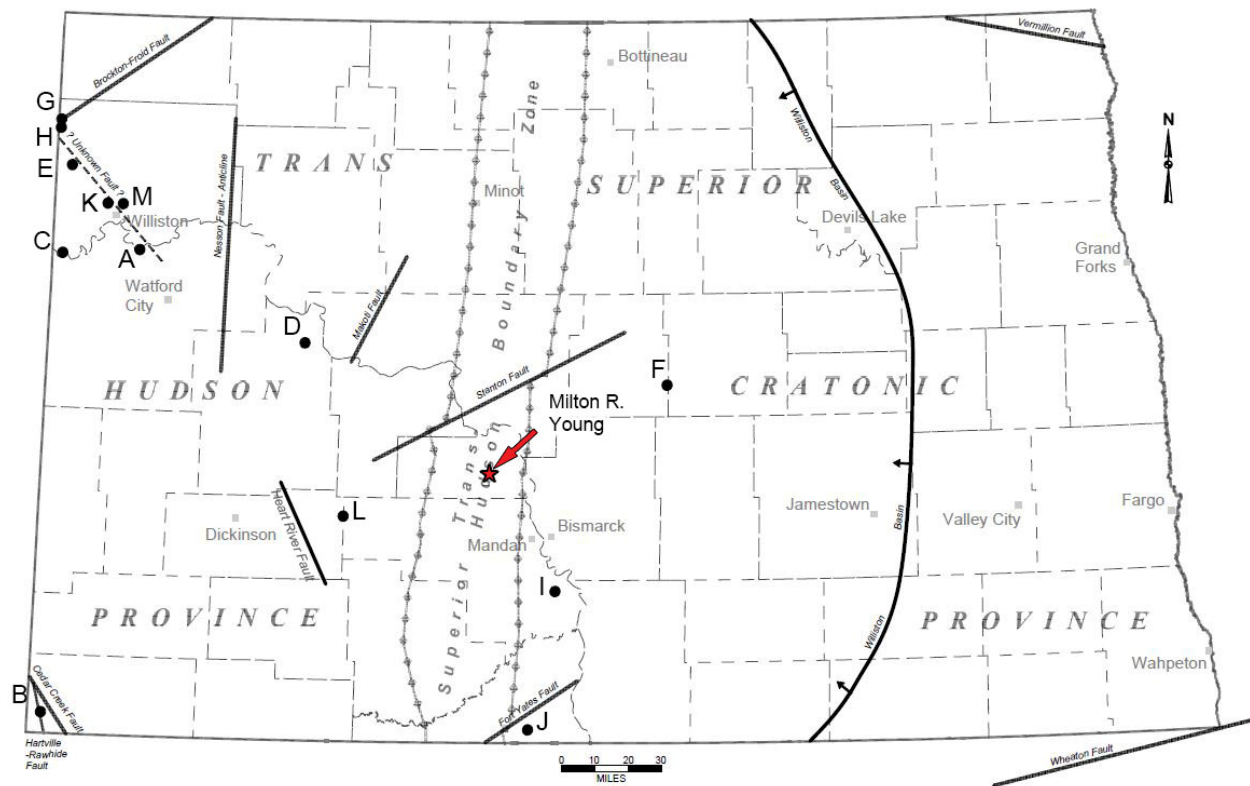 Brockton-Froid Fault
Vermillion Fault
Bottineau
N
G
H
? Unknown Fault ?
E
K
M
Williston
C
A
Watford
City
Nesson Fault - Anticline
TRANS
HUDSON
PROVINCE
Minot
Superior Trans
Hudson
Boundary Zone
SUPERIOR
CRATONIC
PROVINCE
Williston
Basin
Basin
Williston
Devils Lake
Grand
Forks
D
Makoti Fault
Stanton Fault
F
Milton R.
Young
Heart River Fault
L
Dickinson
Mandan
Bismarck
Jamestown
Valley City
Fargo
I
Wahpeton
B
Cedar Creek Fault
Hartville
-Rawhide
Fault
Fort Yates Fault
J
0 10 20 30
MILES
Wheaton Fault